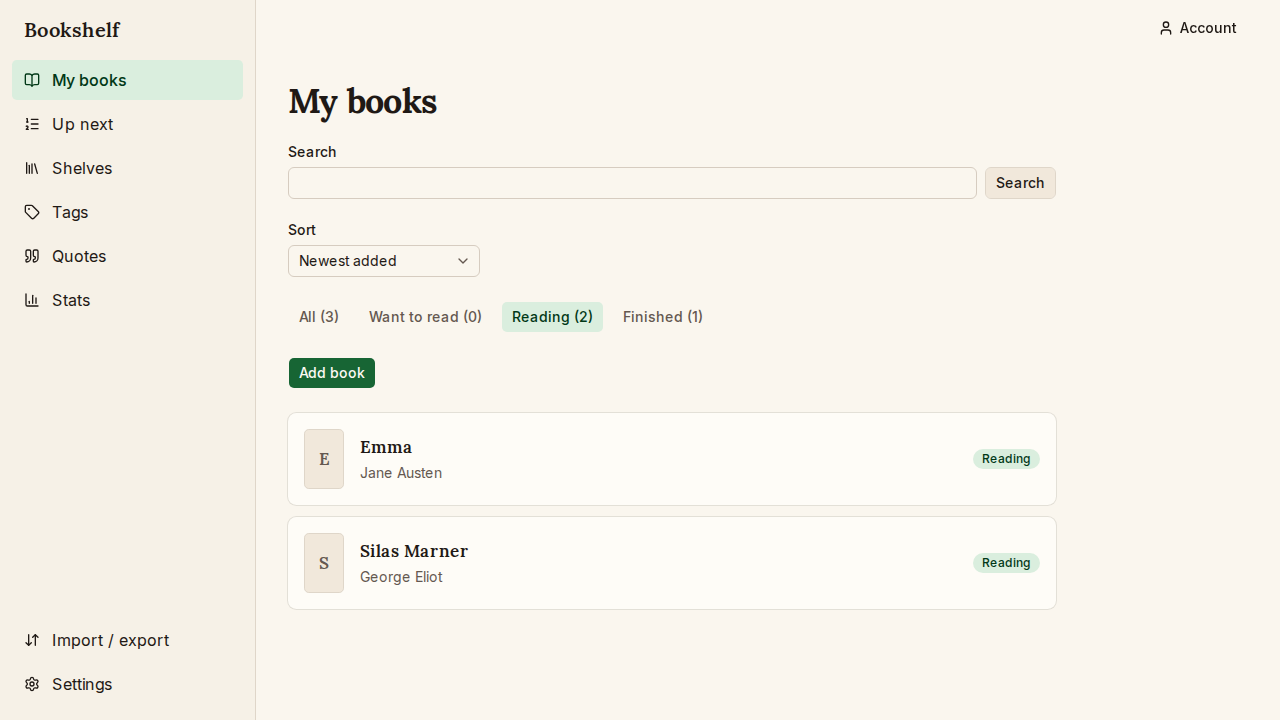 Bookshelf
My books
Up next
Shelves
Tags
Quotes
Stats
Import / export
Settings
Account
My books
Search
Search
Sort
Newest added
All (3)
Want to read (0)
Reading (2)
Finished (1)
Add book
E
Emma
Jane Austen
Reading
S
Silas Marner
George Eliot
Reading